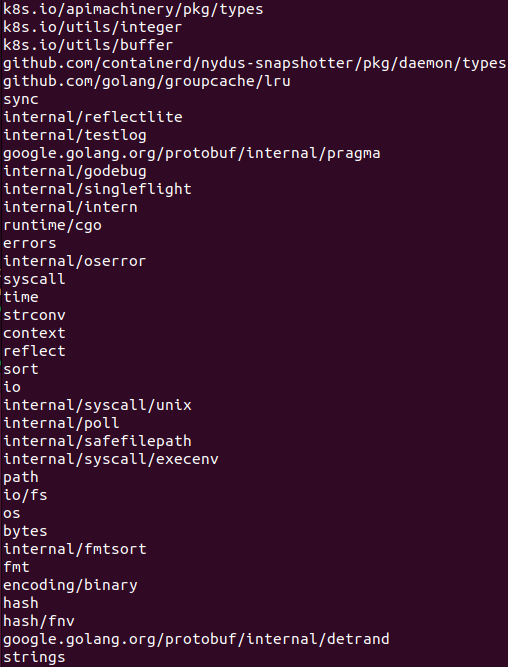 k8s.io/apimachinery/pkg/types
k8s.io/utils/integer
k8s.io/utils/buffer
github.com/containerd/nydus-snapshotter/pkg/daemon/types
github.com/golang/groupcache/lru
sync
internal/reflectlite
internal/testlog
google.golang.org/protobuf/internal/pragma
internal/godebug
internal/singleflight
internal/intern
runtime/cgo
errors
internal/oserror
syscall
time
strconv
context
reflect
sort
io
internal/syscall/unix
internal/poll
internal/safefilepath
internal/syscall/execenv
path
io/fs
os
bytes
internal/fmtsort
fmt
encoding/binary
hash
hash/fnv
google.golang.org/protobuf/internal/detrand
strings